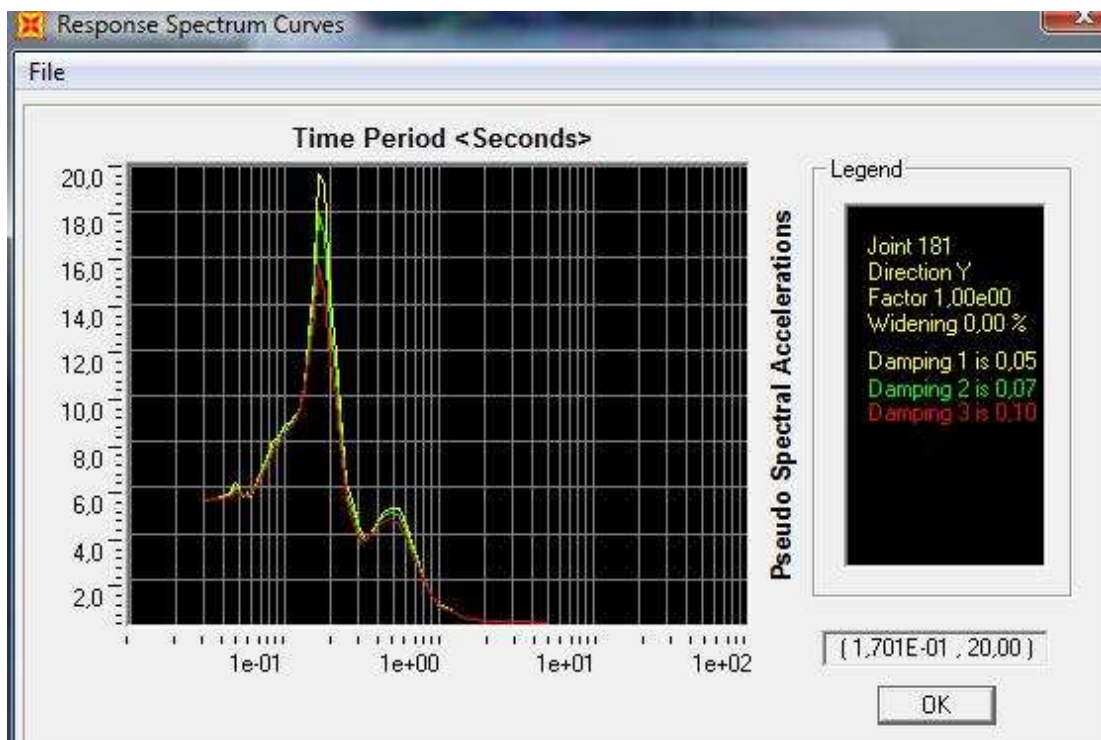 Response Spectrum Curves
File
Time Period <Seconds>
20,0
18,0
16,0
14,0
12,0
10,0
8,0
6,0
4,0
2,0
1e-01 1e+00 1e+01 1e+02
Pseudo Spectral Accelerations
Legend
Joint 181
Direction Y
Factor 1,00e00
Widening 0,00 %
Damping 1 is 0,05
Damping 2 is 0,07
Damping 3 is 0,10
( 1,701E-01 , 20,00 )
OK